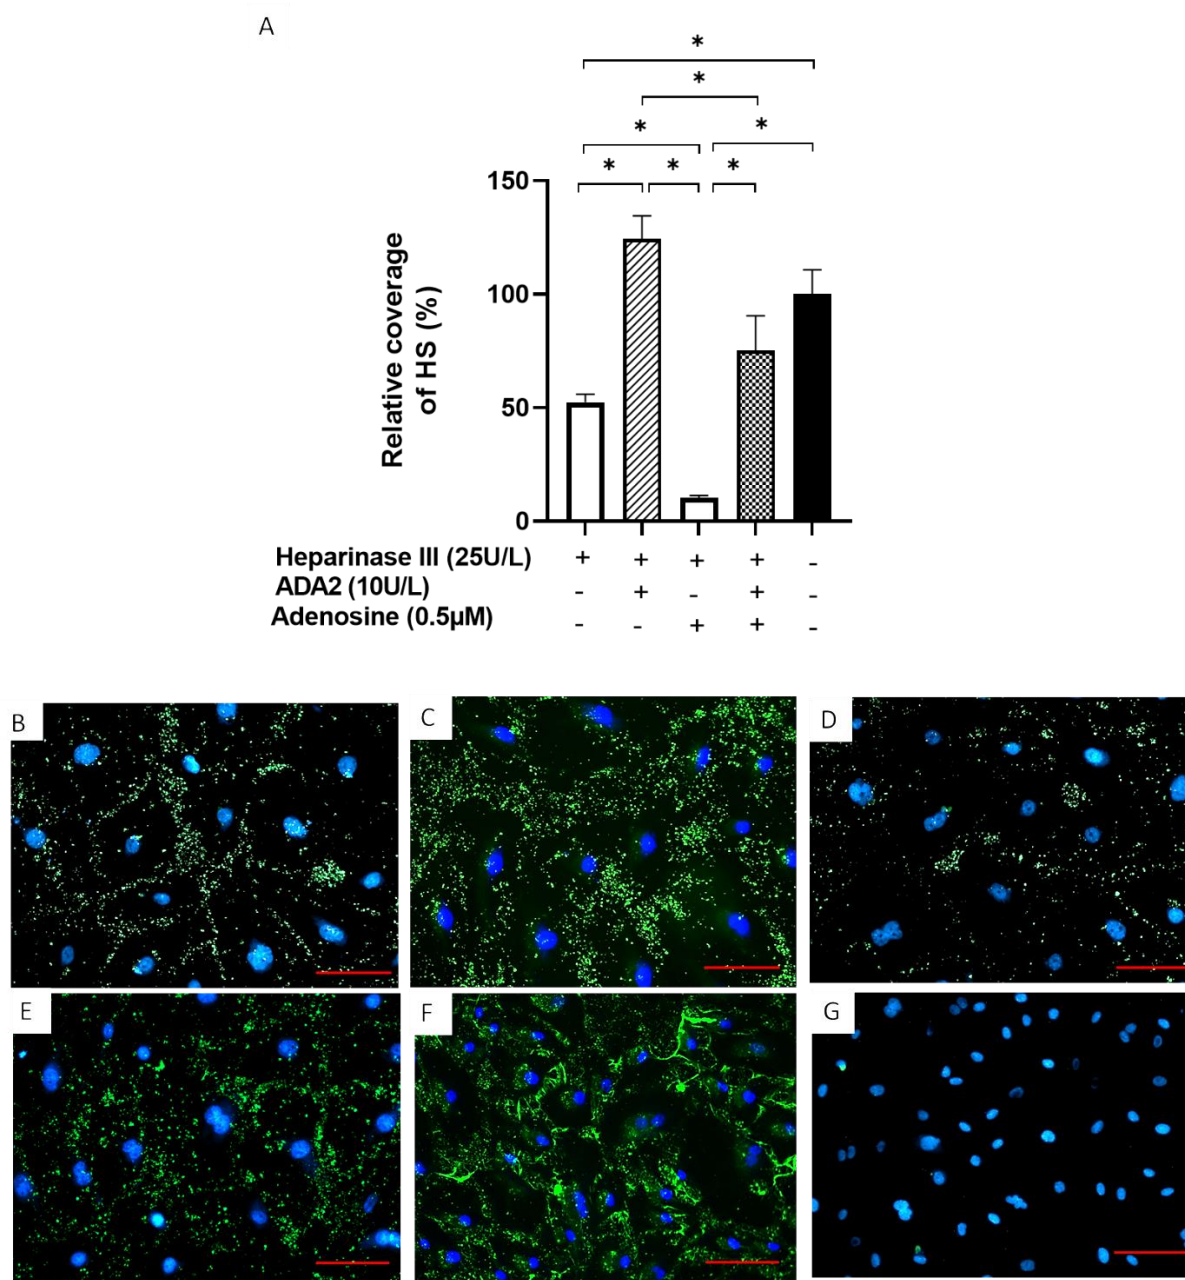 A
*
*
* *
* * *
150
100
50
0
Relative coverage
of HS (%)
Heparinase III (25U/L) + + + + -
ADA2 (10U/L) - + - + -
Adenosine (0.5µM) - - + + -
B C D
E F G